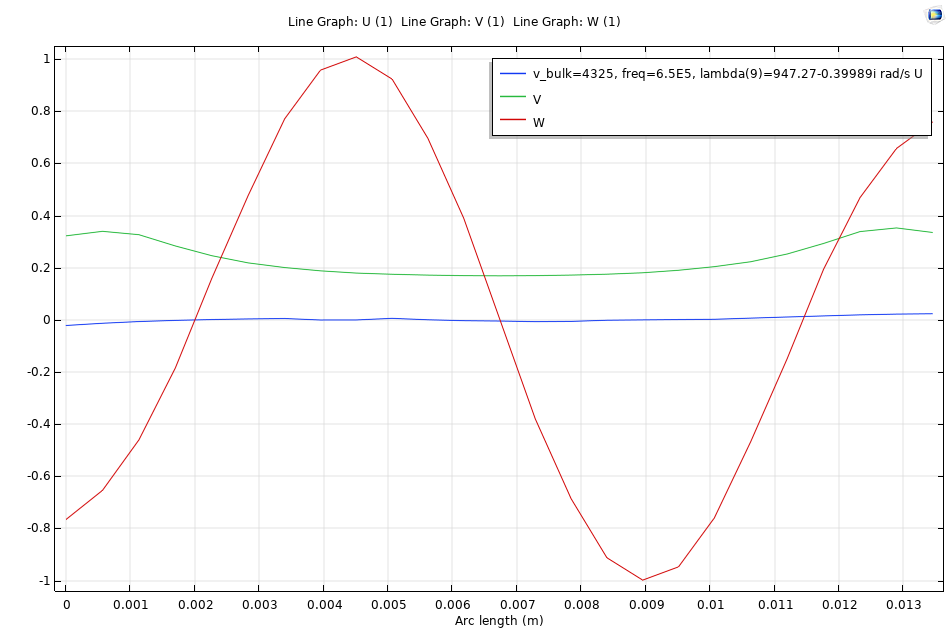 Line Graph: U (1)  Line Graph: V (1)  Line Graph: W (1)
v_bulk=4325, freq=6.5E5, lambda(9)=947.27-0.39989i rad/s U
V
W
1
0.8
0.6
0.4
0.2
0
-0.2
-0.4
-0.6
-0.8
-1
0 0.001 0.002 0.003 0.004 0.005 0.006 0.007 0.008 0.009 0.01 0.011 0.012 0.013
Arc length (m)